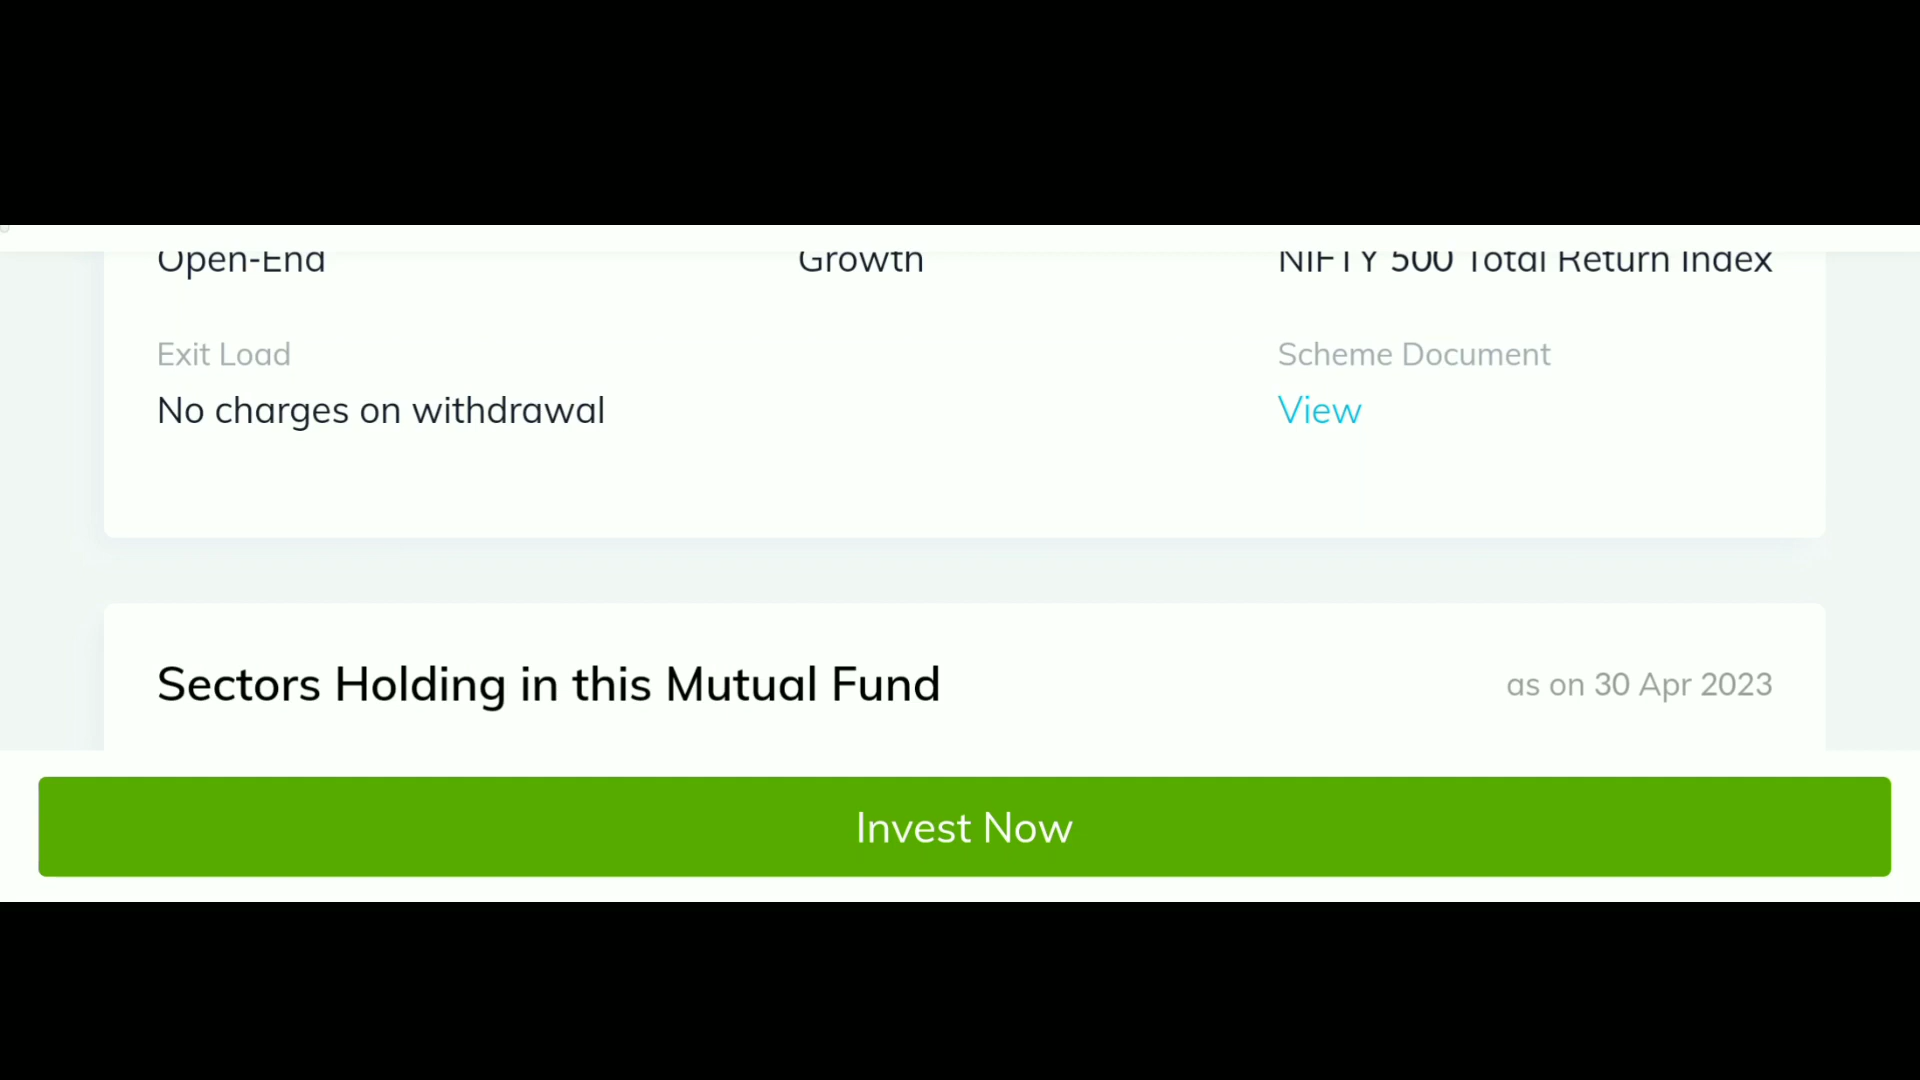 Open-End
Growth
NIFTY 500 Total Return Index
Exit Load
Scheme Document
No charges on withdrawal
View
Sectors Holding in this Mutual Fund
as on 30 Apr 2023
Invest Now